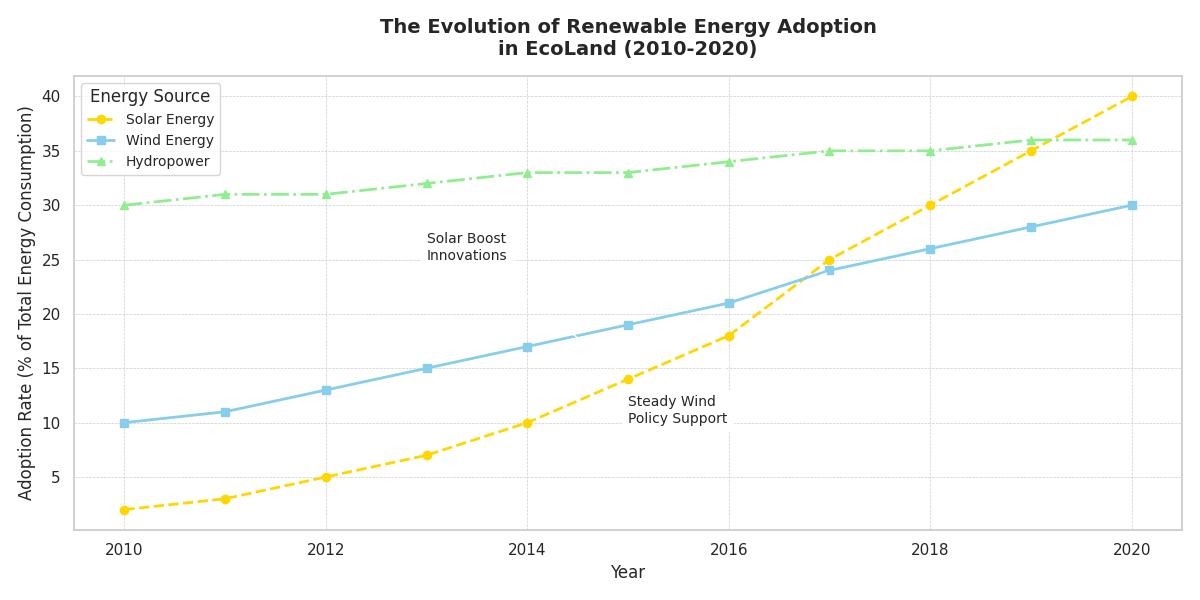 The Evolution of Renewable Energy Adoption
in EcoLand (2010-2020)
Adoption Rate (% of Total Energy Consumption)
40
35
30
25
20
15
10
5
Energy Source
Solar Energy
Wind Energy
Hydropower
Solar Boost
Innovations
Steady Wind
Policy Support
2010 2012 2014 2016 2018 2020
Year